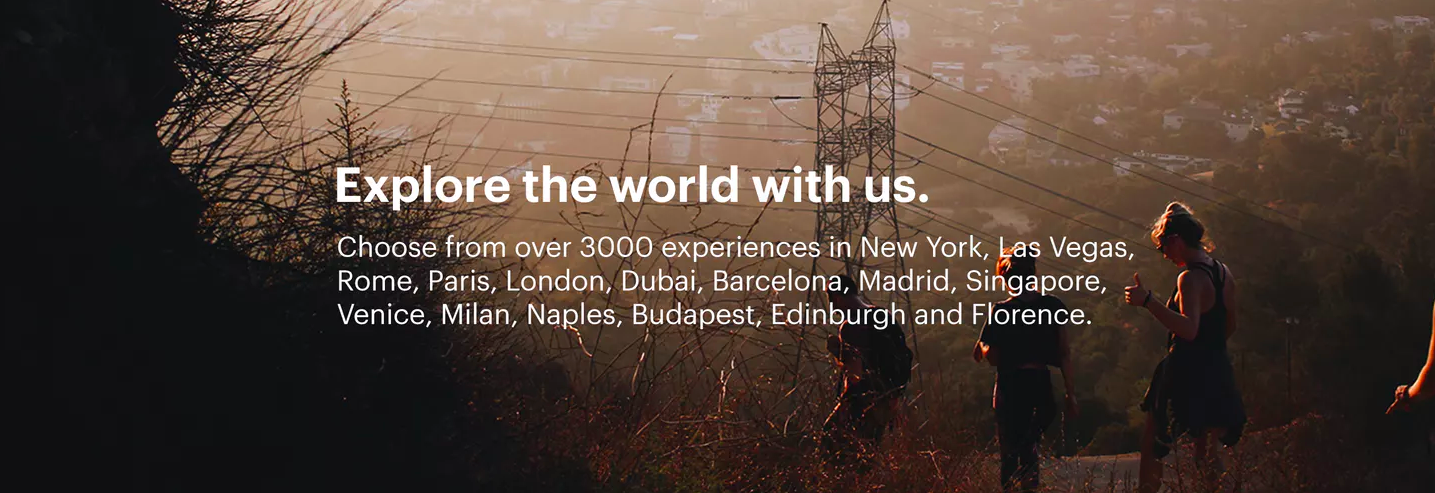 Explore the world with us.
Choose from over 3000 experiences in New York, Las Vegas,
Rome, Paris, London, Dubai, Barcelona, Madrid, Singapore,
Venice, Milan, Naples, Budapest, Edinburgh and Florence.